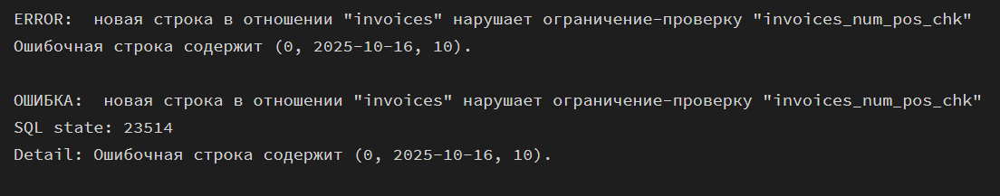 ERROR:  новая строка в отношении "invoices" нарушает ограничение-проверку "invoices_num_pos_chk"
Ошибочная строка содержит (0, 2025-10-16, 10).
ОШИБКА:  новая строка в отношении "invoices" нарушает ограничение-проверку "invoices_num_pos_chk"
SQL state: 23514
Detail: Ошибочная строка содержит (0, 2025-10-16, 10).